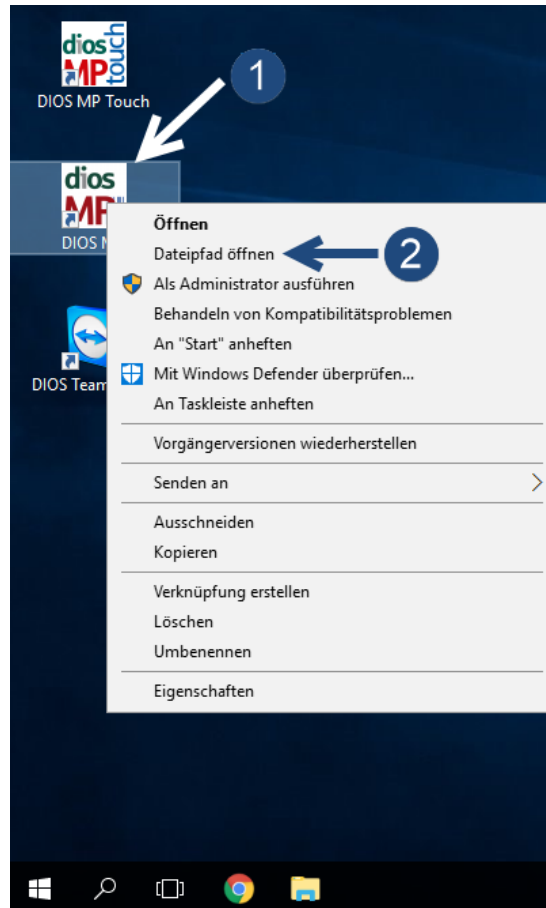 dios
MP
touch
DIOS MP Touch
1
dios
MP
DIOS
Öffnen
Dateipfad öffnen
2
Als Administrator ausführen
Behandeln von Kompatibilitätsproblemen
An "Start" anheften
Mit Windows Defender überprüfen...
DIOS Team
An Taskleiste anheften
Vorgängerversionen wiederherstellen
Senden an
Ausschneiden
Kopieren
Verknüpfung erstellen
Löschen
Umbenennen
Eigenschaften